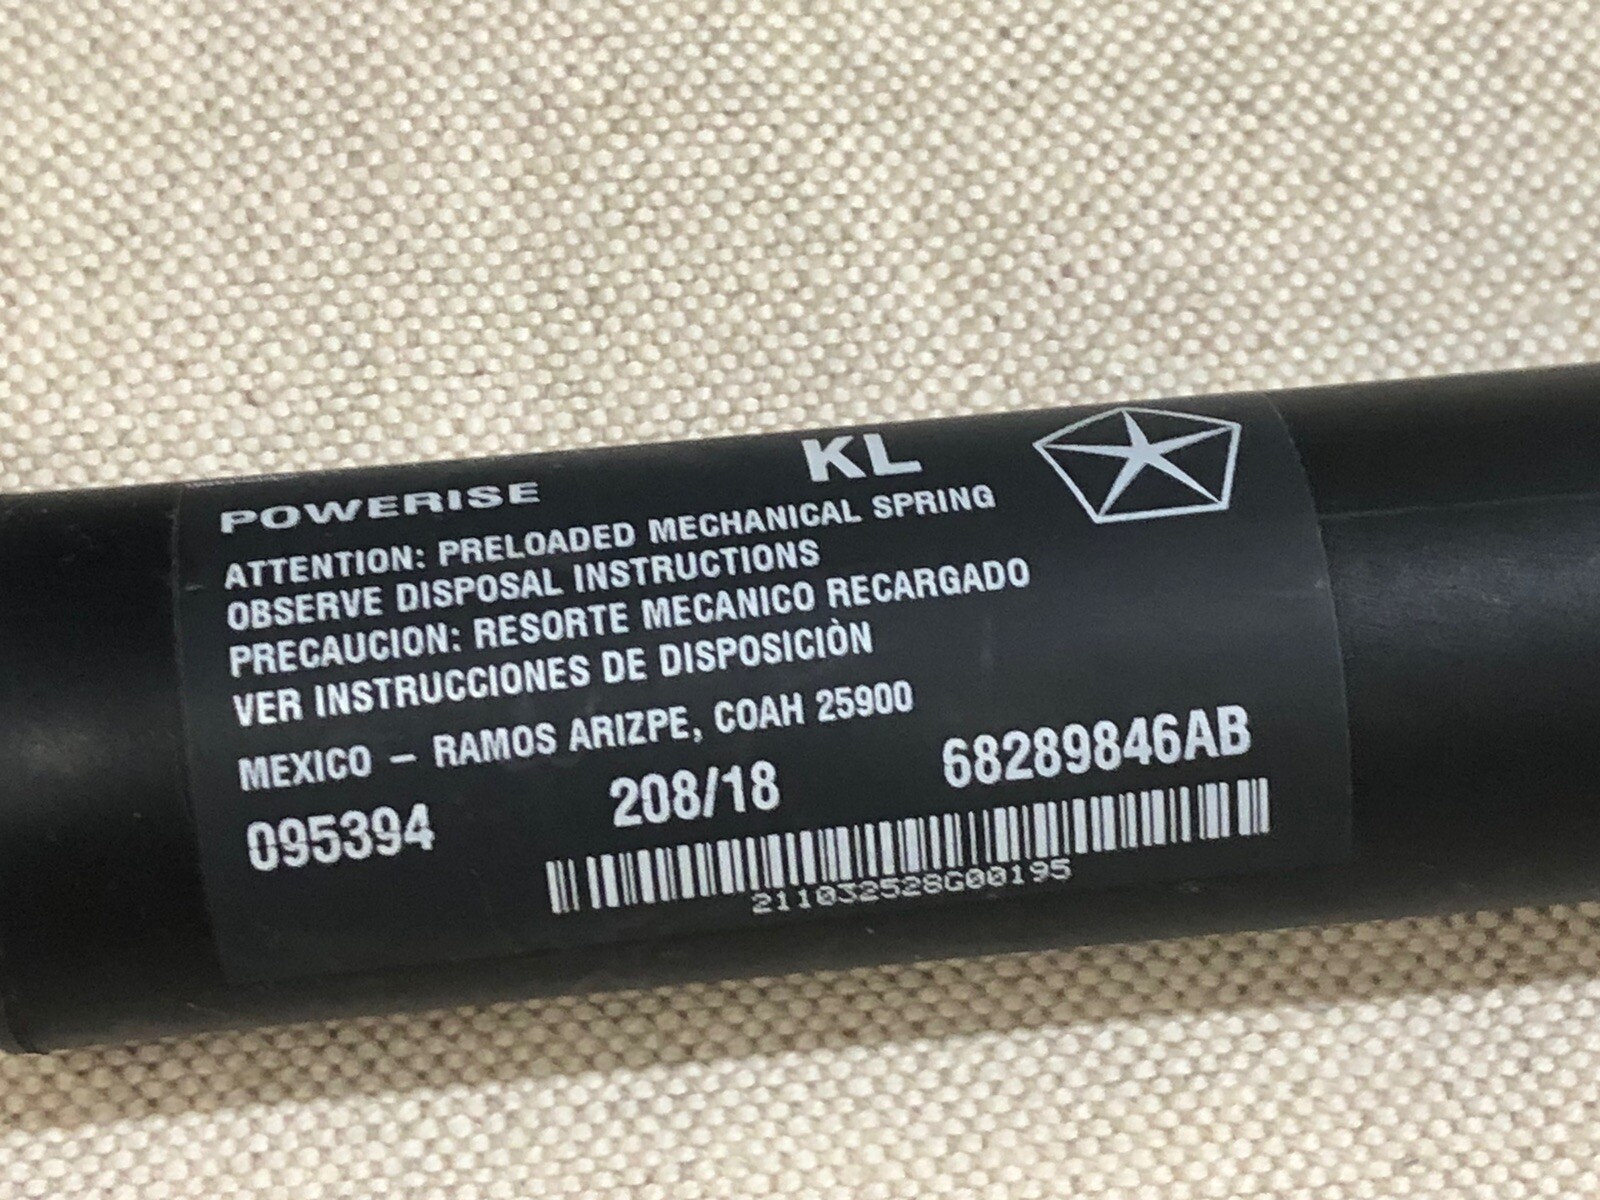 POWERISE KL
ATTENTION: PRELOADED MECHANICAL SPRING
OBSERVE DISPOSAL INSTRUCTIONS
PRECAUCION: RESORTE MECANICO RECARGADO
VER INSTRUCCIONES DE DISPOSICIÒN
MEXICO – RAMOS ARIZPE, COAH 25900
095394 208/18 68289846AB
211032528G00195